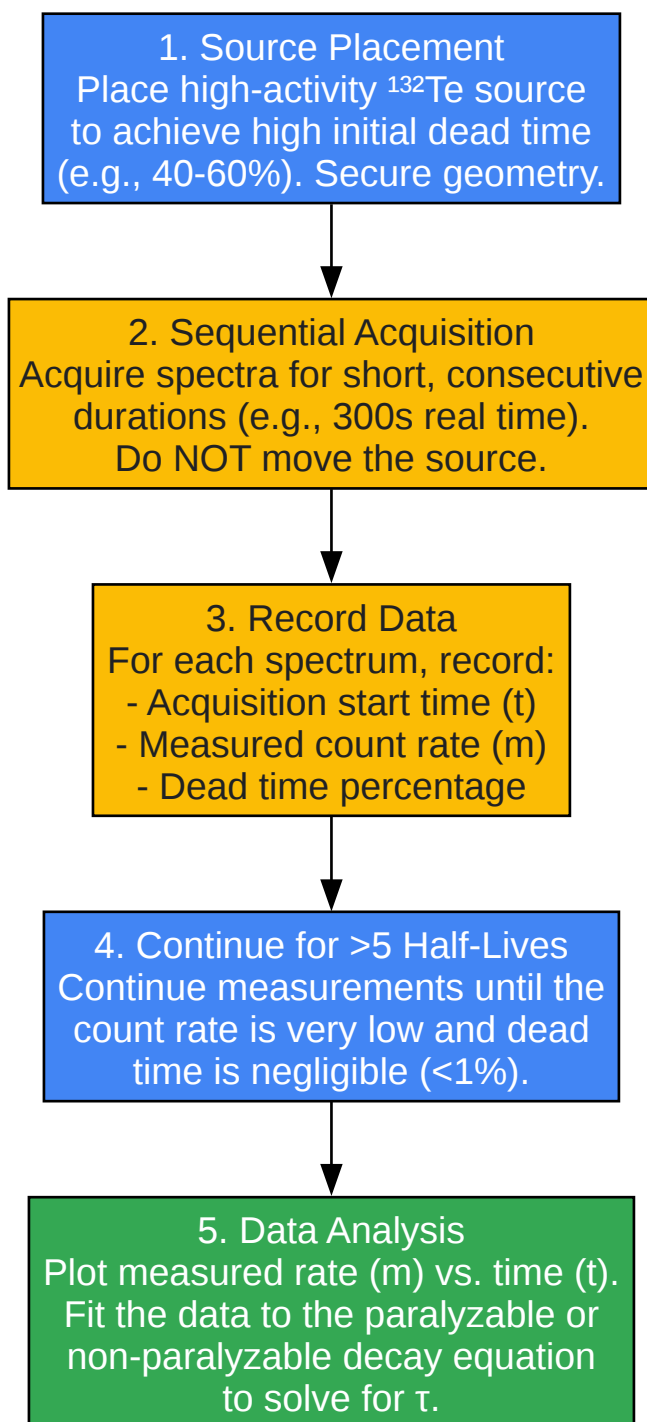 1. Source Placement
Place high-activity ¹³²Te source
to achieve high initial dead time
(e.g., 40-60%). Secure geometry.
2. Sequential Acquisition
Acquire spectra for short, consecutive
durations (e.g., 300s real time).
Do NOT move the source.
3. Record Data
For each spectrum, record:
- Acquisition start time (t)
- Measured count rate (m)
- Dead time percentage
4. Continue for >5 Half-Lives
Continue measurements until the
count rate is very low and dead
time is negligible (<1%).
5. Data Analysis
Plot measured rate (m) vs. time (t).
Fit the data to the paralyzable or
non-paralyzable decay equation
to solve for τ.